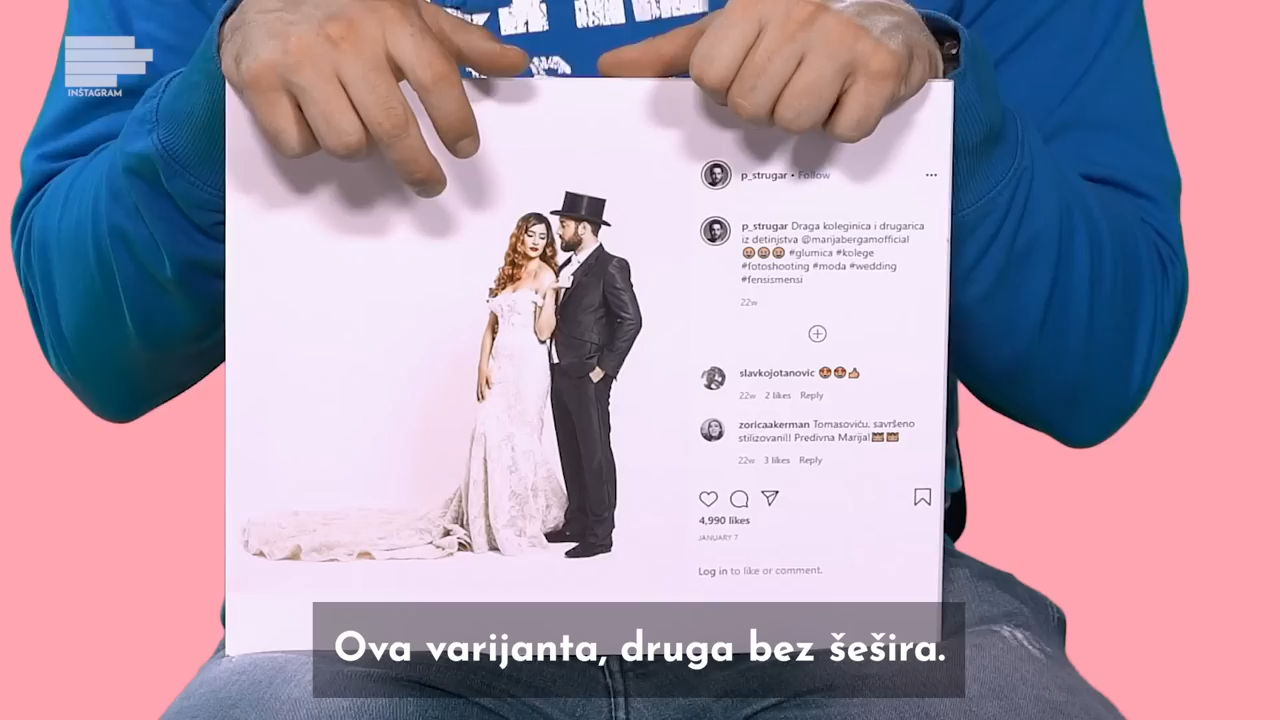 INŠTAGRAM
p_strugar • Follow
p_strugar Draga koleginica i drugarica
iz detinjstva @marijabergamofficial
#glumica #kolege
#fotoshooting #moda #wedding
#fensismensi
22w
slavkojotanovic
22w 2 likes Reply
zoricaakerman Tomasoviću, savršeno
stilizovani!! Predivna Marija!
22w 3 likes Reply
4,990 likes
JANUARY 7
Log in to like or comment.
Ova varijanta, druga bez šešira.